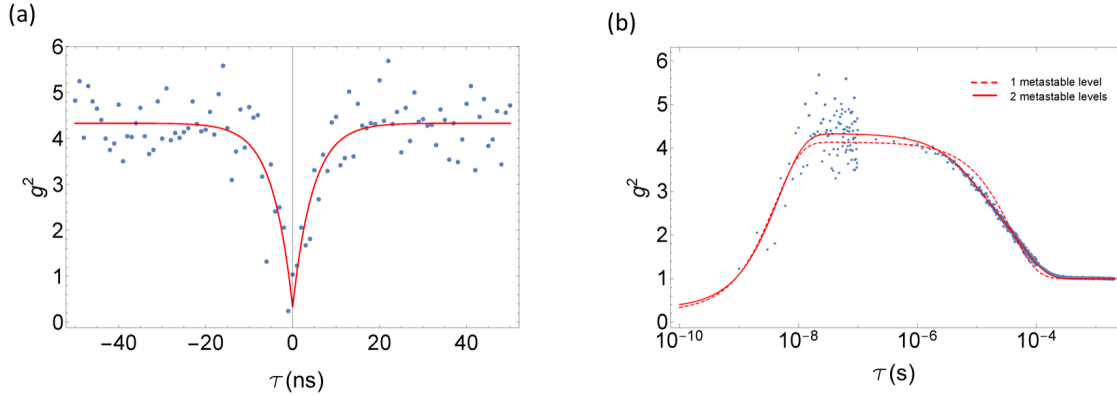 (a)
6
5
4
3
2
1
0
g²
−40
−20
0
20
40
τ (ns)
(b)
6
5
4
3
2
1
0
g²
1 metastable level
2 metastable levels
10⁻¹⁰
10⁻⁸
10⁻⁶
10⁻⁴
τ (s)